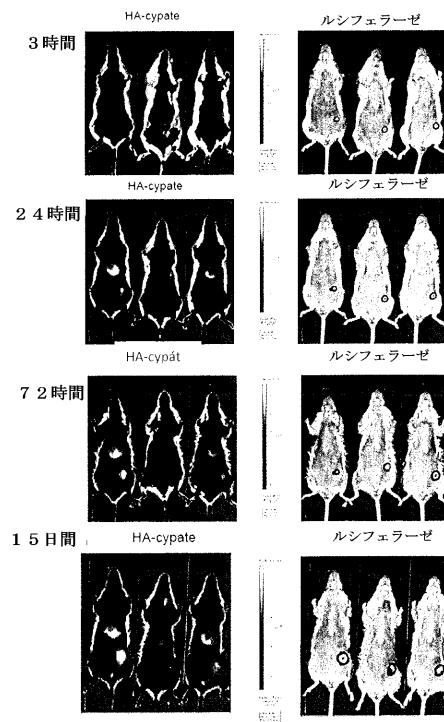 HA-cypate
ルシフェラーゼ
3時間
HA-cypate
ルシフェラーゼ
24時間
HA-cypát
ルシフェラーゼ
72時間
HA-cypate
ルシフェラーゼ
15日間